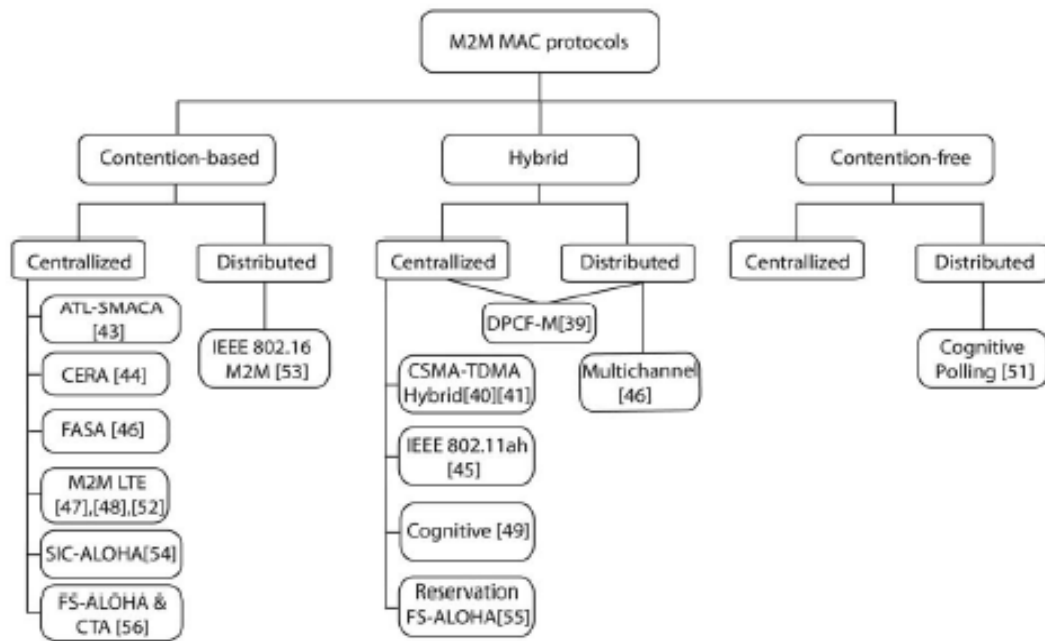 M2M MAC protocols
Contention-based
Hybrid
Contention-free
Centrallized
Distributed
Centrallized
Distributed
Centrallized
Distributed
ATL-SMACA
[43]
CERA [44]
FASA [46]
M2M LTE
[47],[48],[52]
SIC-ALOHA[54]
FS-ALOHA &
CTA [56]
IEEE 802.16
M2M [53]
DPCF-M[39]
CSMA-TDMA
Hybrid[40][41]
IEEE 802.11ah
[45]
Cognitive [49]
Reservation
FS-ALOHA[55]
Multichannel
[46]
Cognitive
Polling [51]